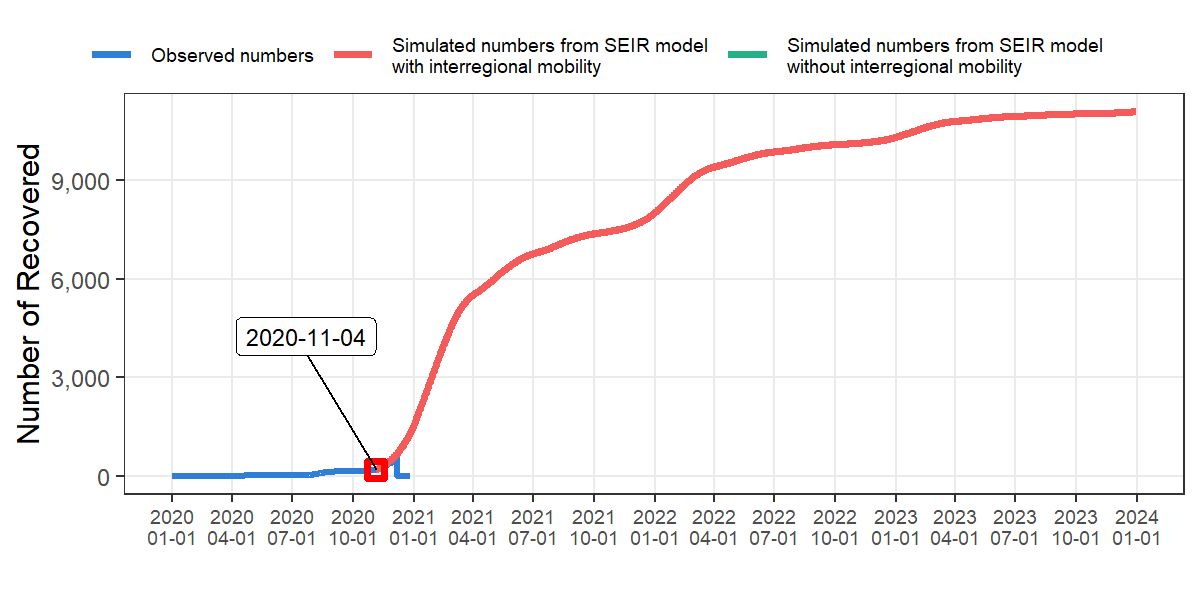 Observed numbers
Simulated numbers from SEIR model
with interregional mobility
Simulated numbers from SEIR model
without interregional mobility
Number of Recovered
9,000
6,000
3,000
0
2020-11-04
2020 2020 2020 2020 2021 2021 2021 2021 2022 2022 2022 2022 2023 2023 2023 2023 2024
01-01 04-01 07-01 10-01 01-01 04-01 07-01 10-01 01-01 04-01 07-01 10-01 01-01 04-01 07-01 10-01 01-01